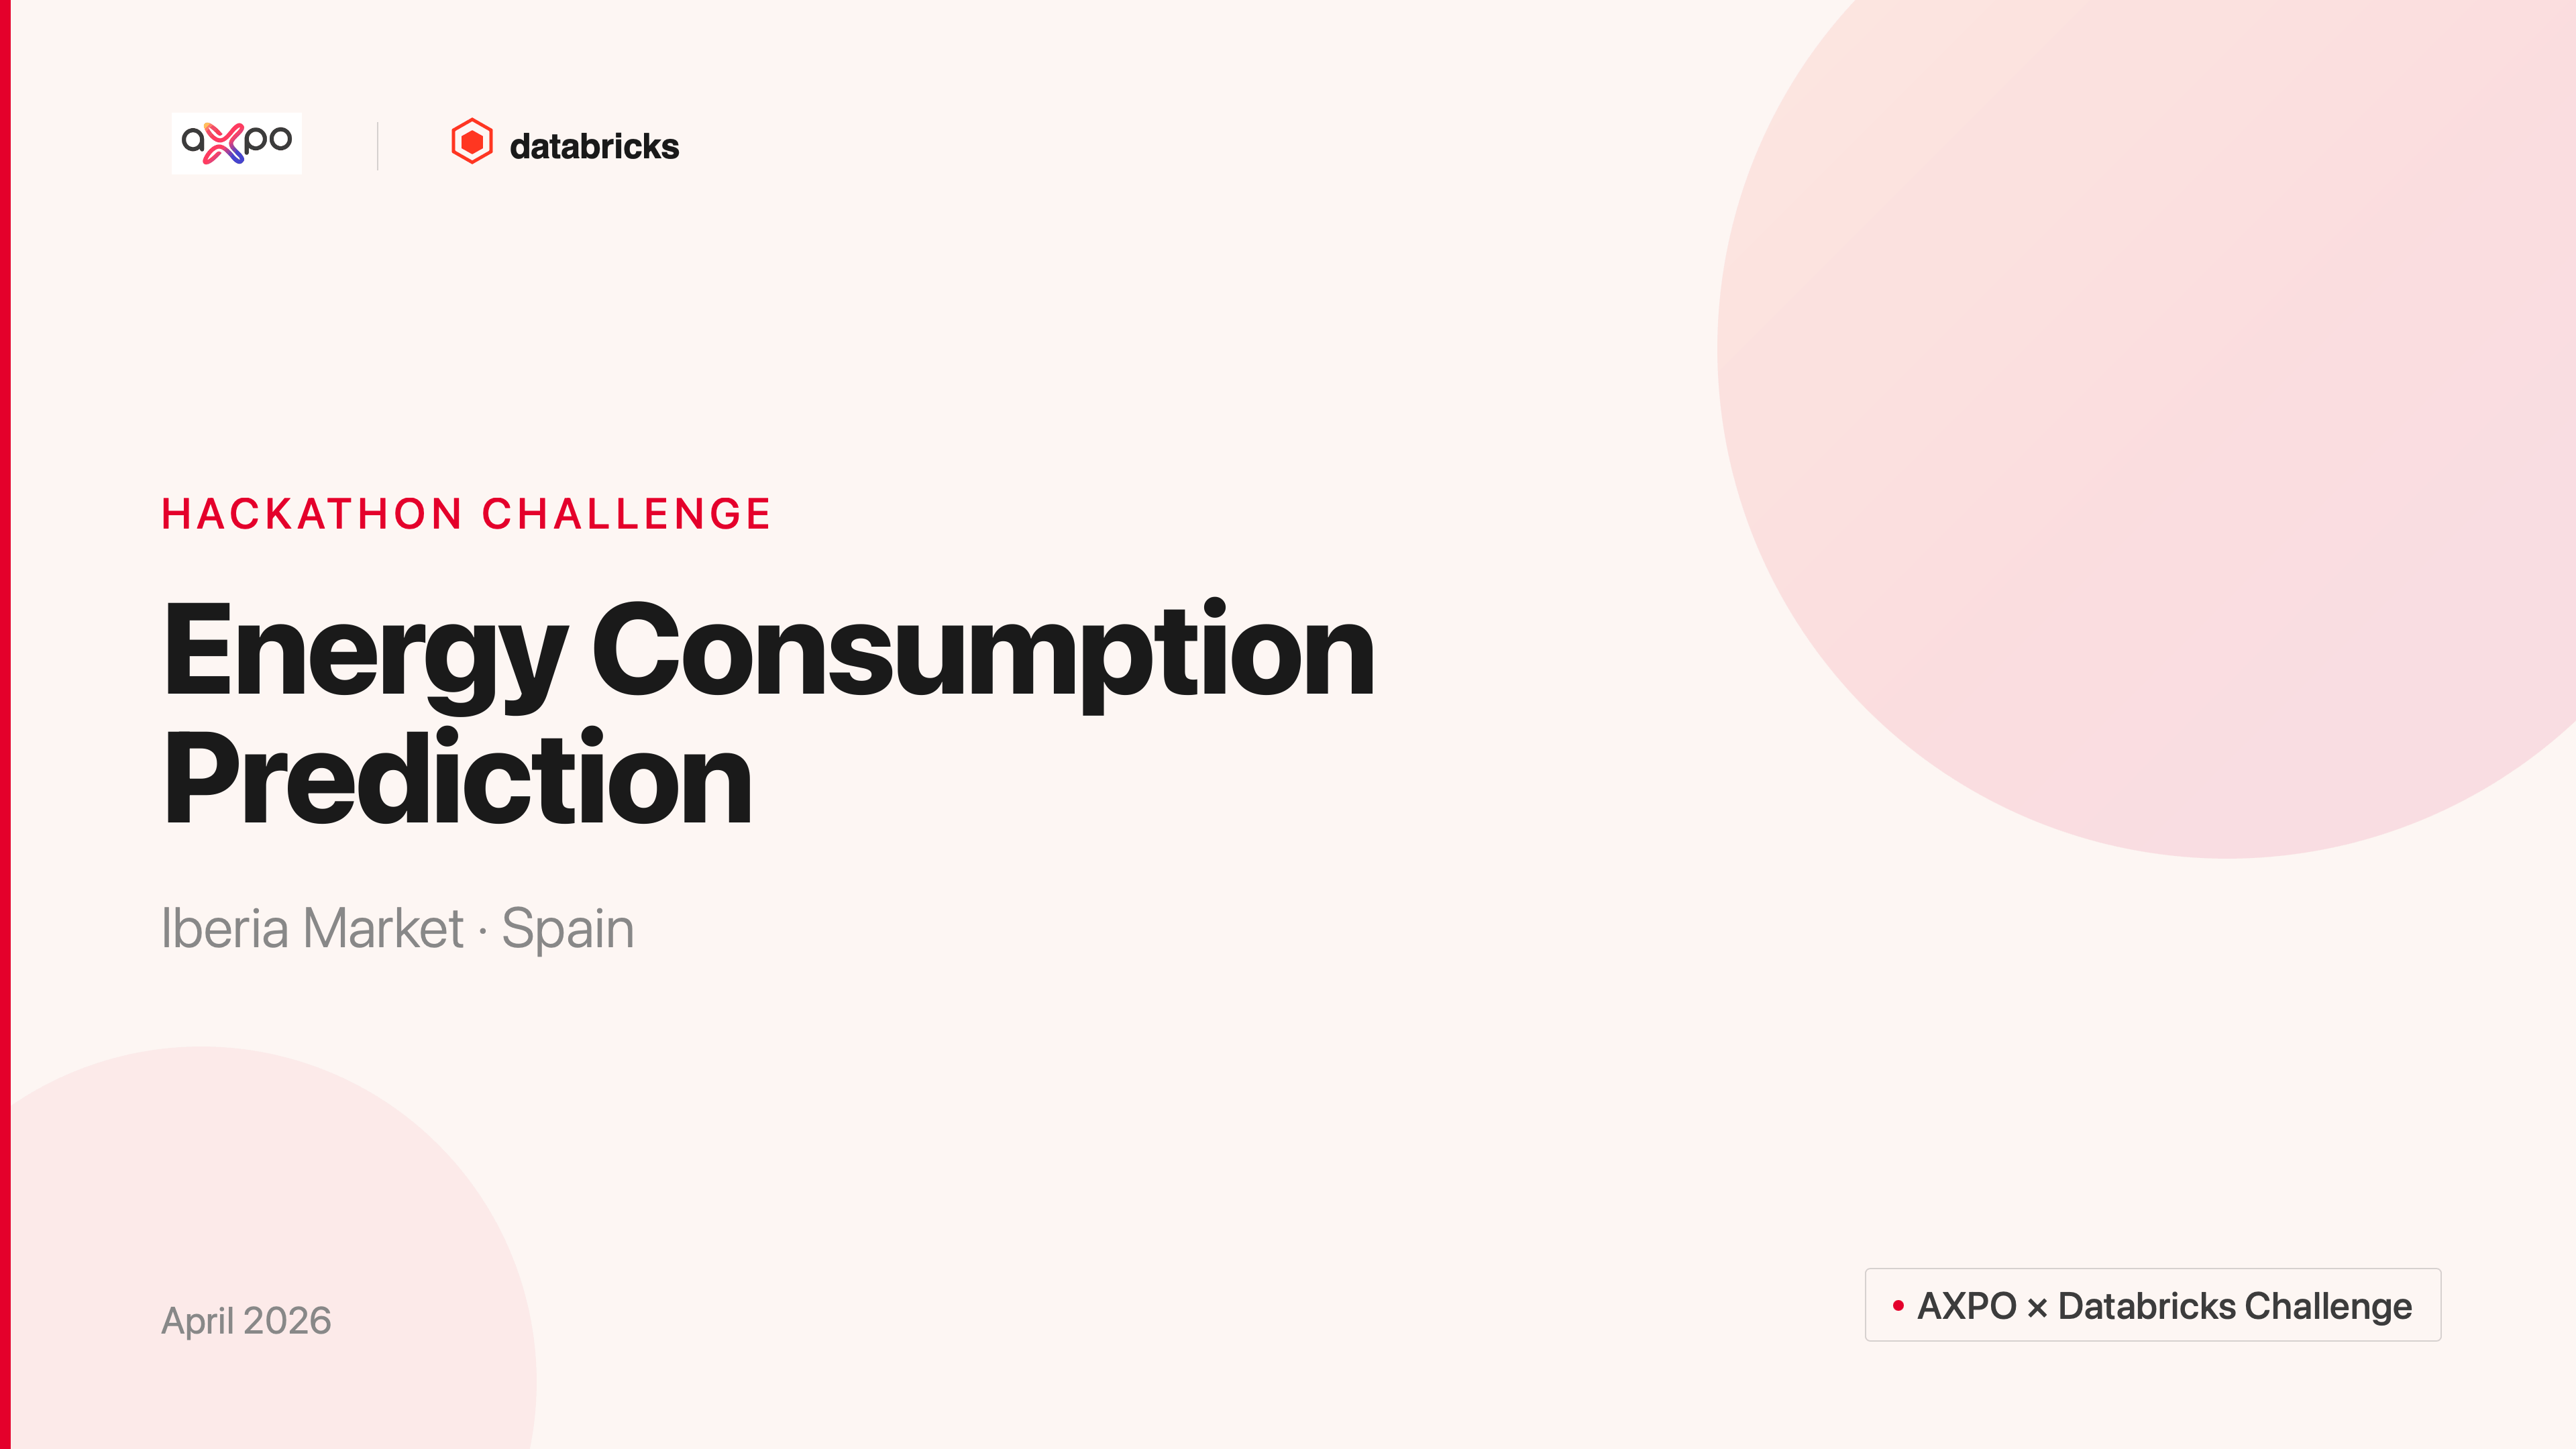 axpo
databricks
HACKATHON CHALLENGE
Energy Consumption
Prediction
Iberia Market · Spain
April 2026
AXPO × Databricks Challenge